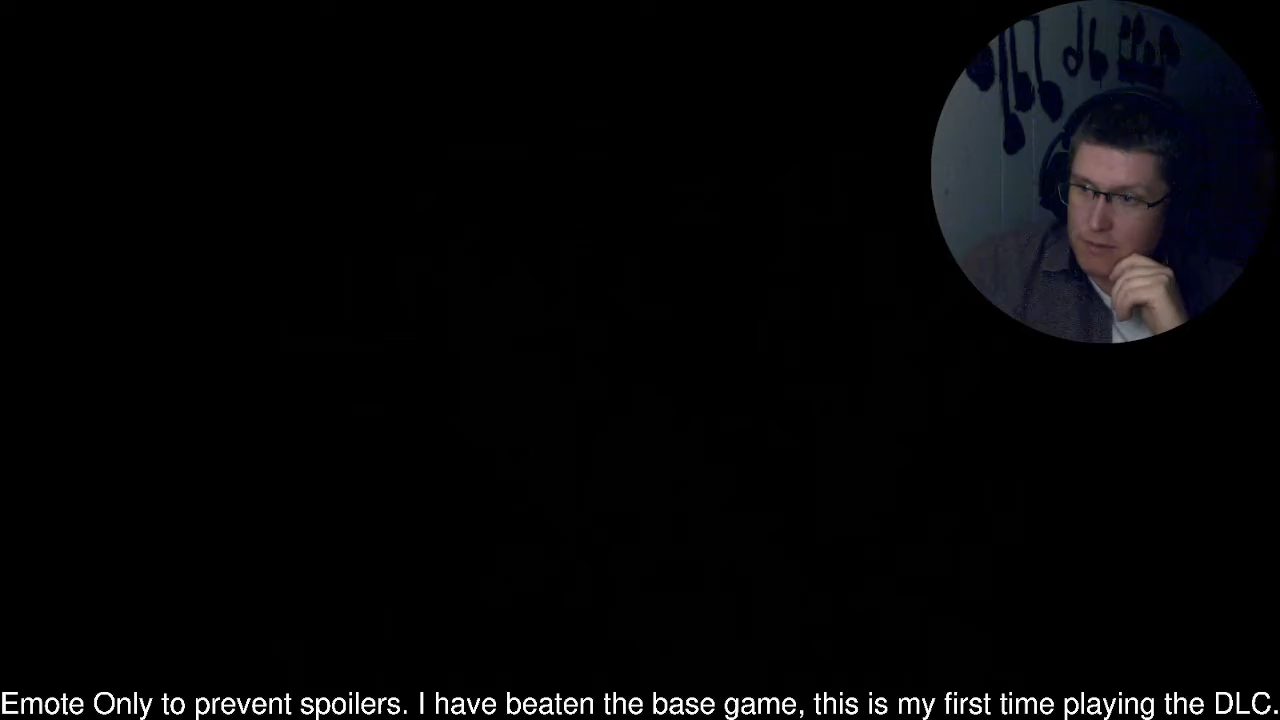 Emote Only to prevent spoilers. I have beaten the base game, this is my first time playing the DLC.